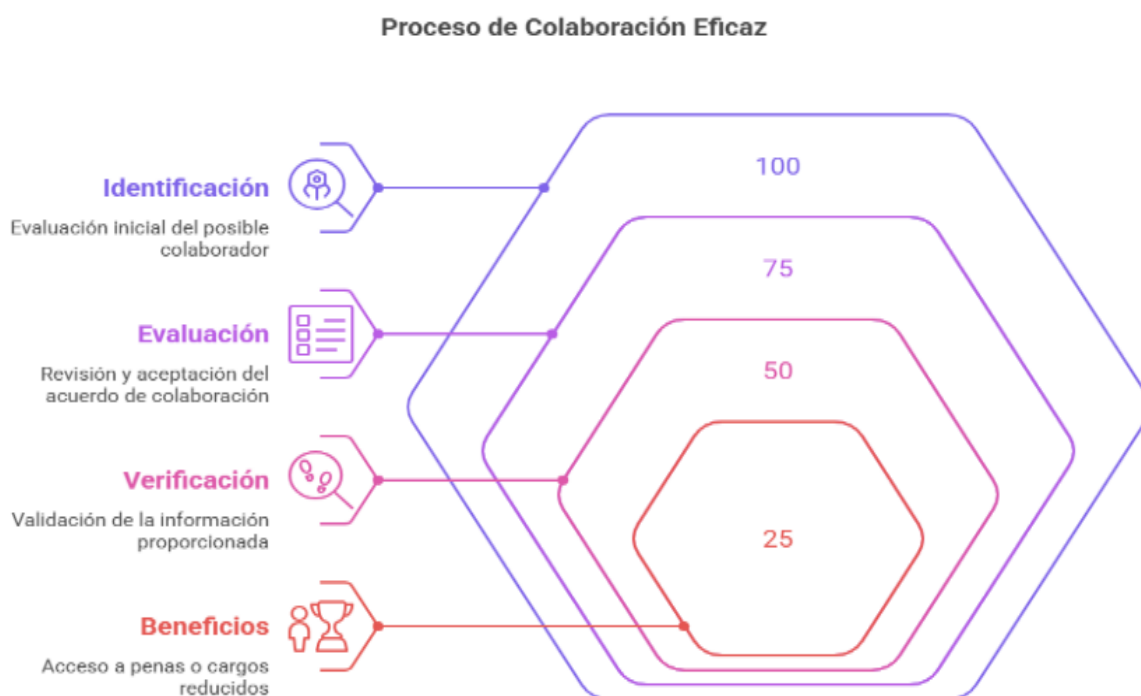 Proceso de Colaboración Eficaz
Identificación
Evaluación inicial del posible
colaborador
100
Evaluación
Revisión y aceptación del
acuerdo de colaboración
75
Verificación
Validación de la información
proporcionada
50
Beneficios
Acceso a penas o cargos
reducidos
25